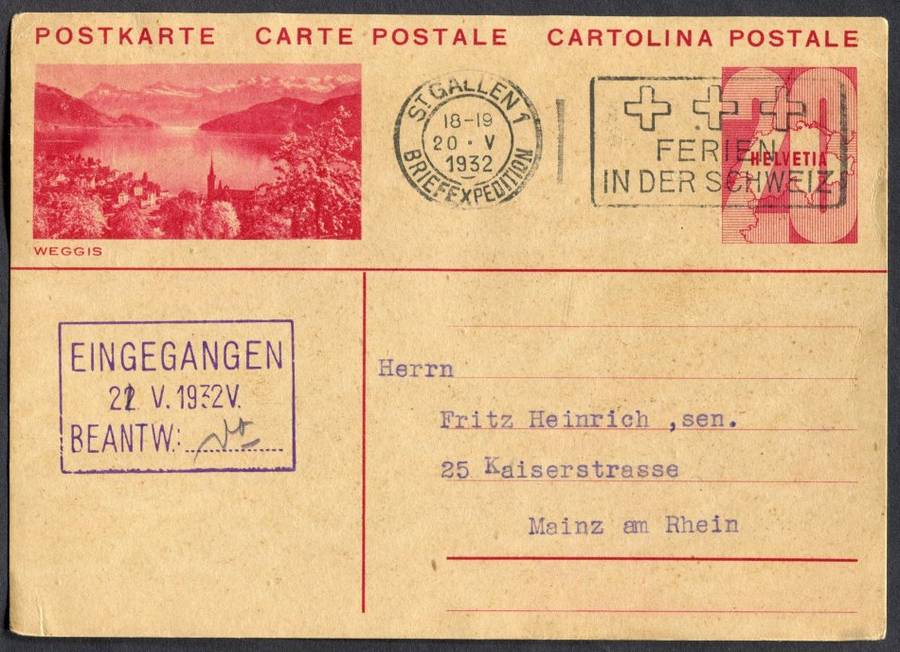 POSTKARTE CARTE POSTALE CARTOLINA POSTALE
ST GALLEN 1
18-19
20 · V
1932
BRIEFEXPEDITION
FERIEN
IN DER SCHWEIZ
20
HELVETIA
WEGGIS
EINGEGANGEN
V. 1932
BEANTW.:
Herrn
Fritz Heinrich ,sen.
25 Kaiserstrasse
Mainz am Rhein